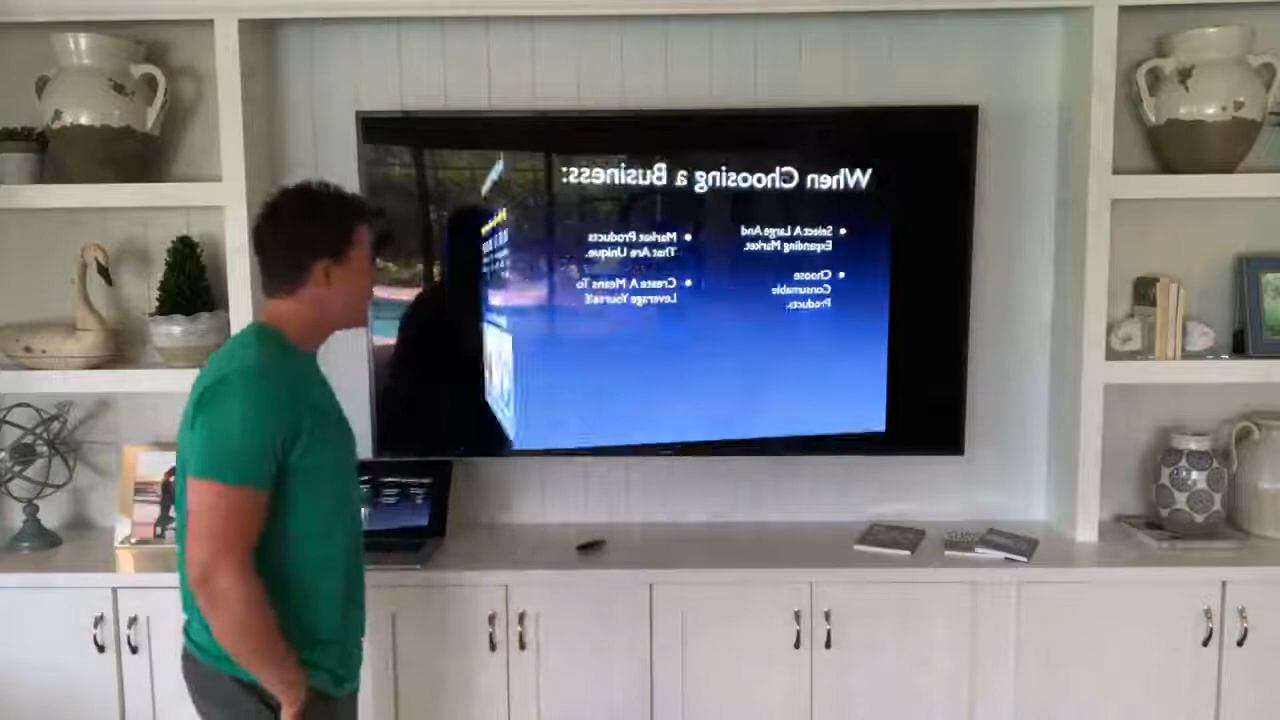 When Choosing a Business:
• Select A Large And
Expanding Market.
• Choose
Consumable
Products.
• Market Products
That Are Unique.
• Create A Means To
Leverage Yourself.